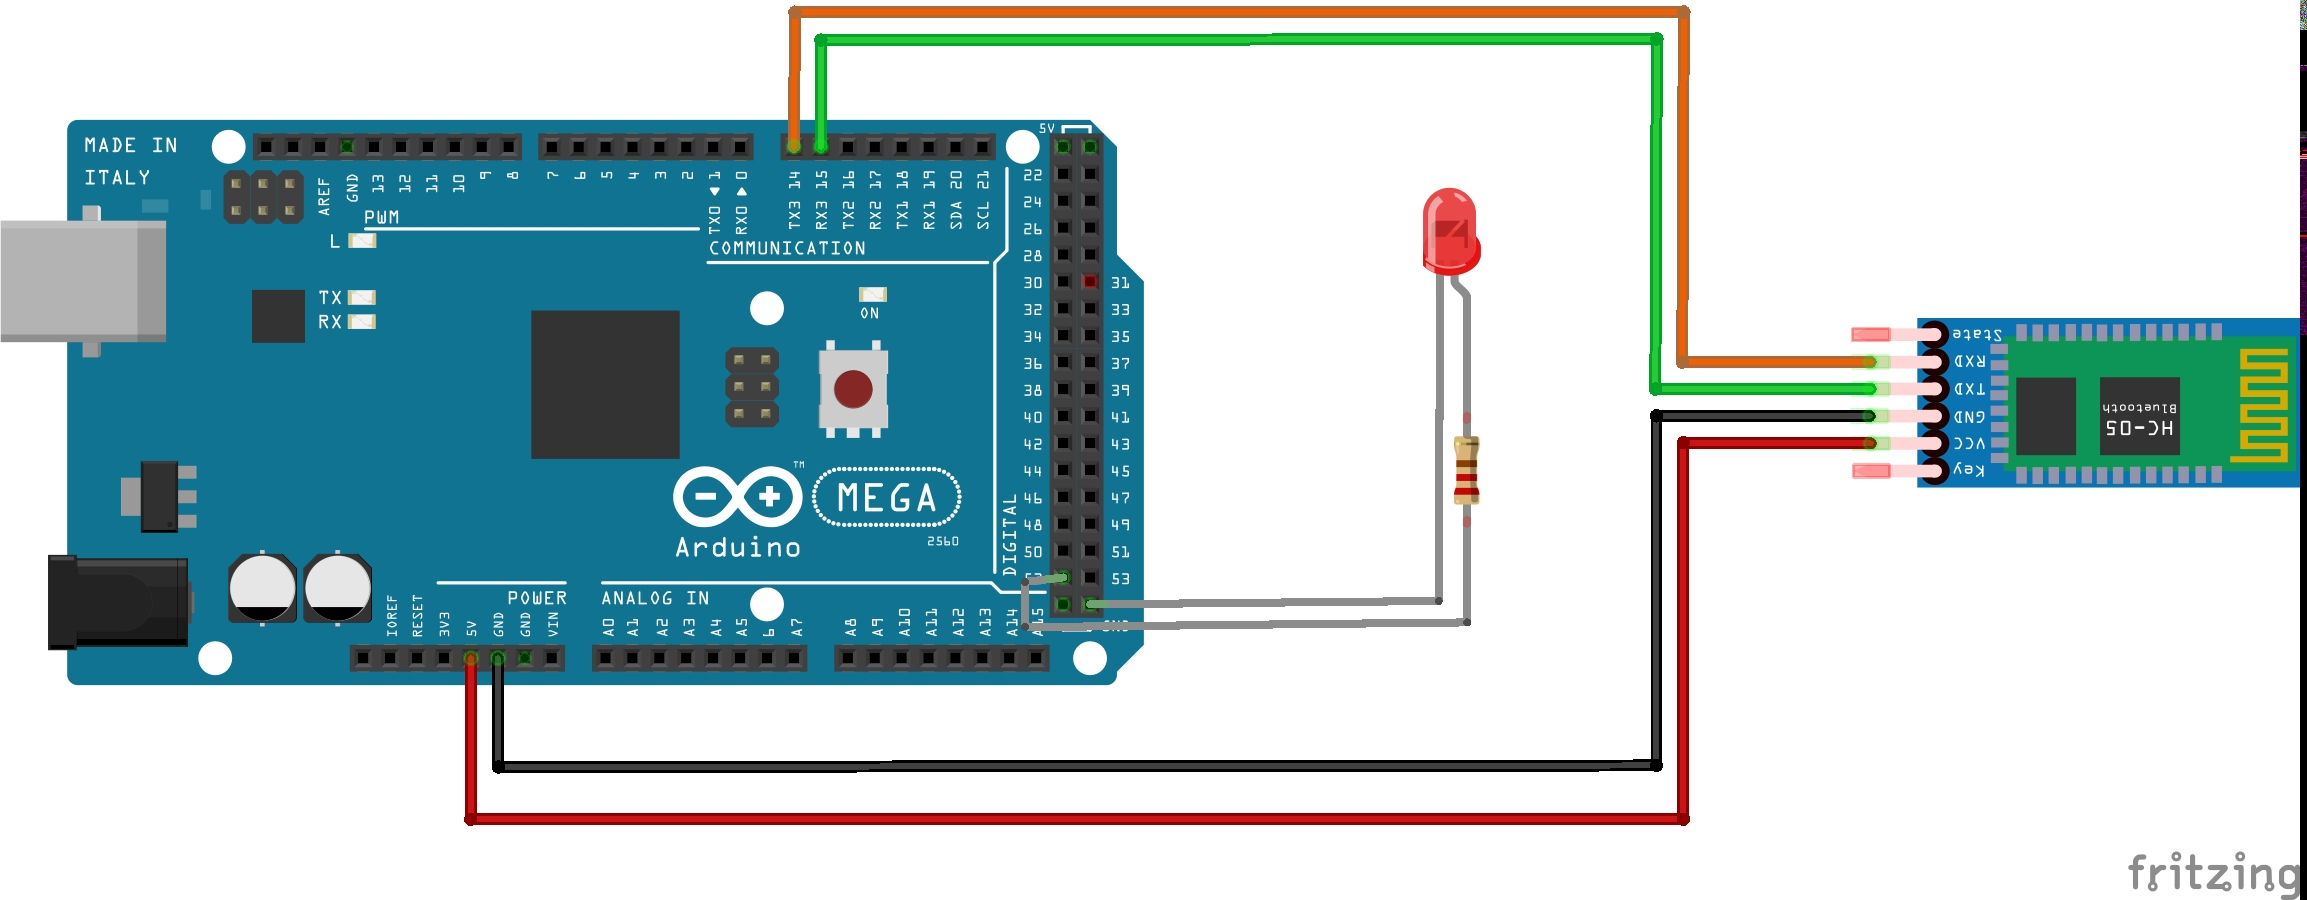 MADE IN
ITALY
AREF
GND
13
12
11
10
9
8
7
6
5
4
3
2
TX0 1
RX0 0
TX3 14
RX3 15
TX2 16
RX2 17
TX1 18
RX1 19
SDA 20
SCL 21
PWM
L
COMMUNICATION
TX
RX
ON
5V
22
24
26
28
30 31
32 33
34 35
36 37
38 39
40 41
42 43
44 45
46 47
48 49
50 51
53
DIGITAL
MEGA
TM
Arduino
2560
POWER
ANALOG IN
IOREF
RESET
3V3
5V
GND
GND
VIN
A0
A1
A2
A3
A4
A5
6
A7
A8
A9
A10
A11
A12
A13
A14
State
RXD
TXD
GND
VCC
Key
HC-05
Bluetooth
fritzing